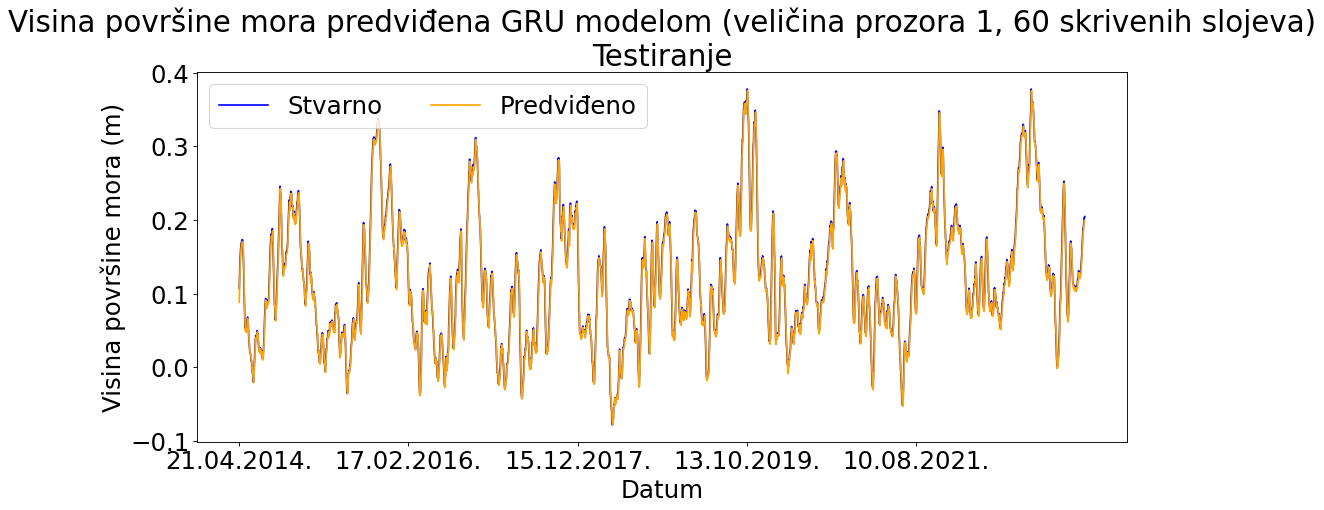 Visina površine mora predviđena GRU modelom (veličina prozora 1, 60 skrivenih slojeva)
Testiranje
Stvarno
Predviđeno
Visina površine mora (m)
0.4
0.3
0.2
0.1
0.0
−0.1
21.04.2014.
17.02.2016.
15.12.2017.
13.10.2019.
10.08.2021.
Datum